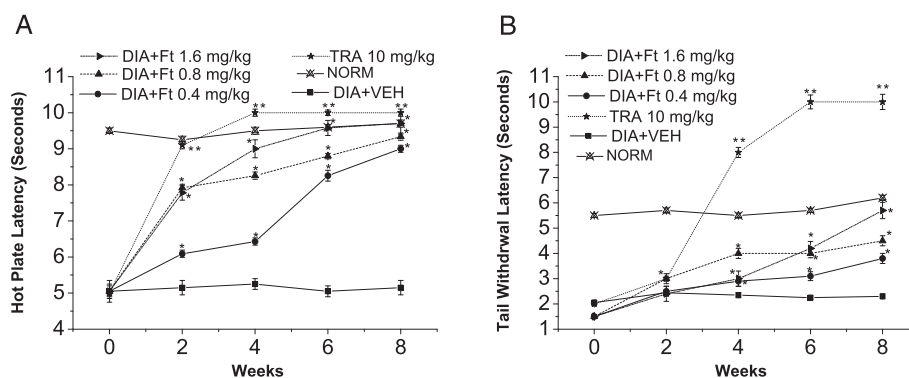 A
DIA+Ft 1.6 mg/kg
DIA+Ft 0.8 mg/kg
DIA+Ft 0.4 mg/kg
TRA 10 mg/kg
NORM
DIA+VEH
Hot Plate Latency (Seconds)
11
10
9
8
7
6
5
4
0 2 4 6 8
Weeks
B
DIA+Ft 1.6 mg/kg
DIA+Ft 0.8 mg/kg
DIA+Ft 0.4 mg/kg
TRA 10 mg/kg
DIA+VEH
NORM
Tail Withdrwal Latency (Seconds)
11
10
9
8
7
6
5
4
3
2
1
0 2 4 6 8
Weeks